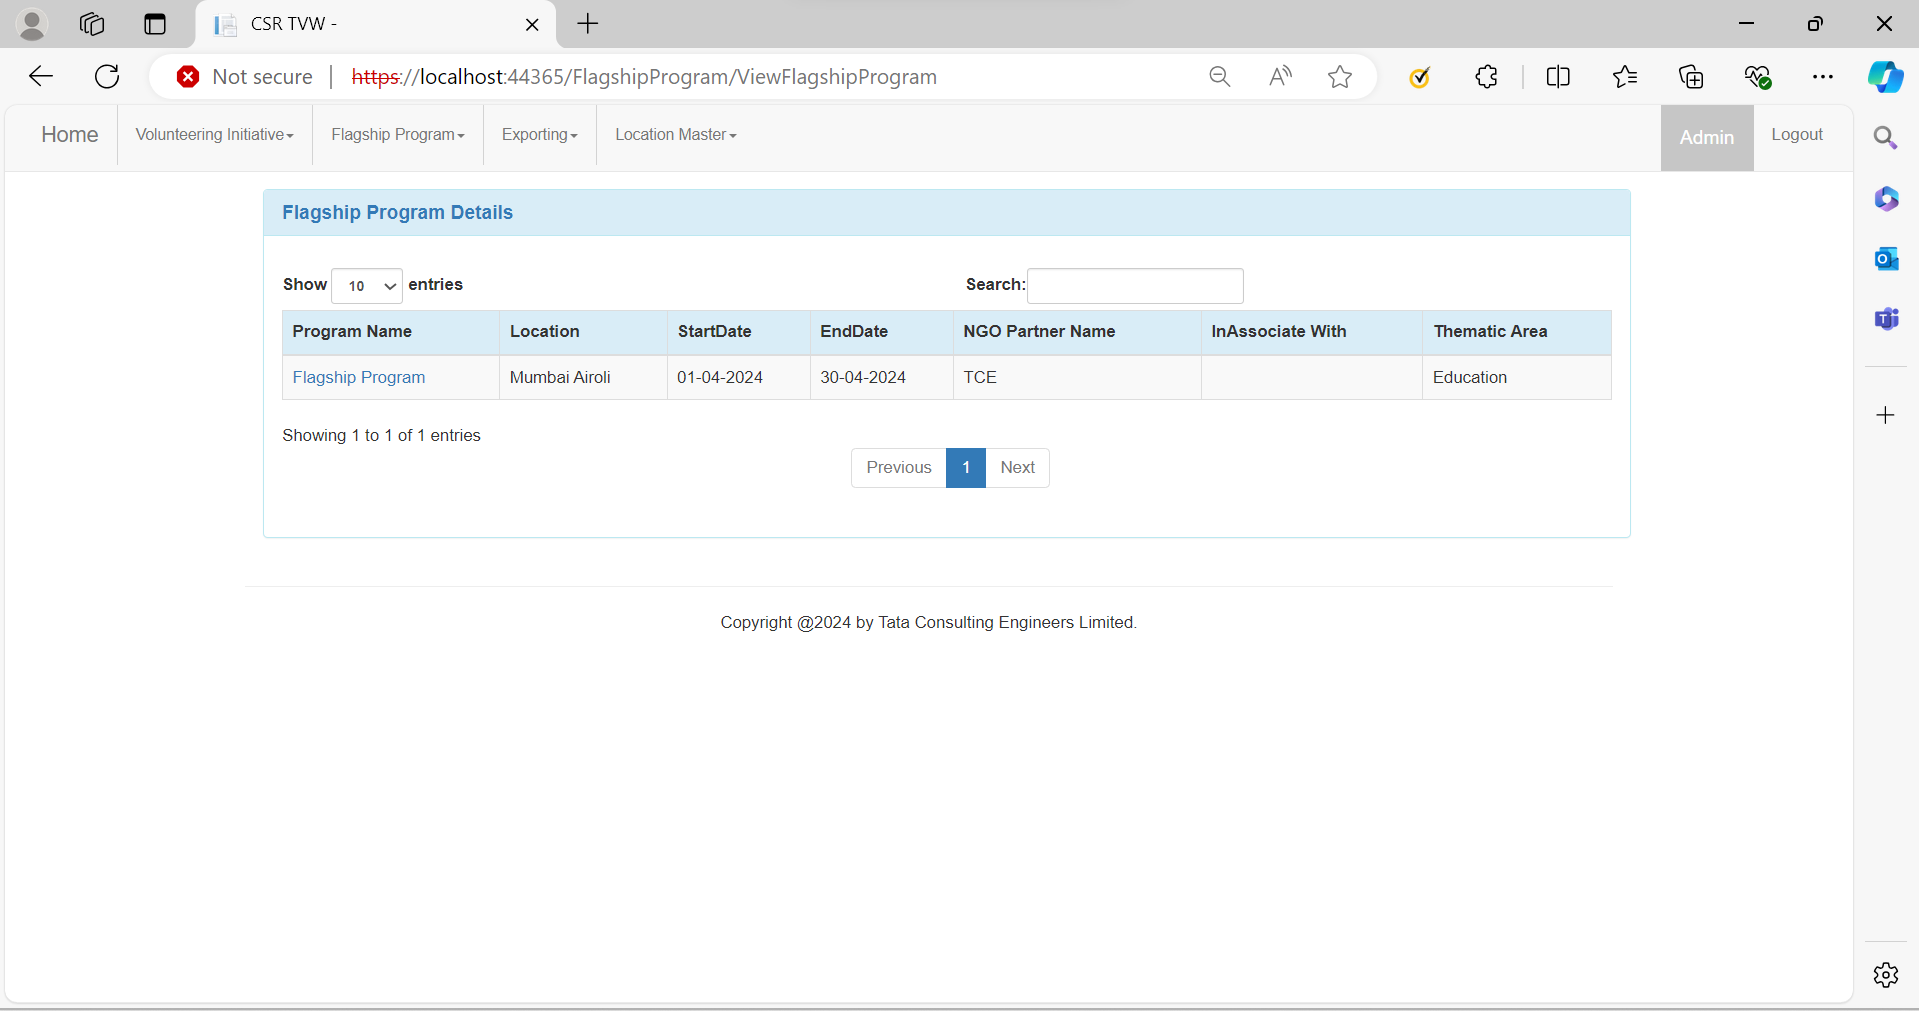 CSR TVW -
Not secure https://localhost:44365/FlagshipProgram/ViewFlagshipProgram
Home Volunteering Initiative Flagship Program Exporting Location Master Admin Logout
Flagship Program Details
Show 10 entries Search:
Program Name Location StartDate EndDate NGO Partner Name InAssociate With Thematic Area
Flagship Program Mumbai Airoli 01-04-2024 30-04-2024 TCE Education
Showing 1 to 1 of 1 entries
Previous 1 Next
Copyright @2024 by Tata Consulting Engineers Limited.